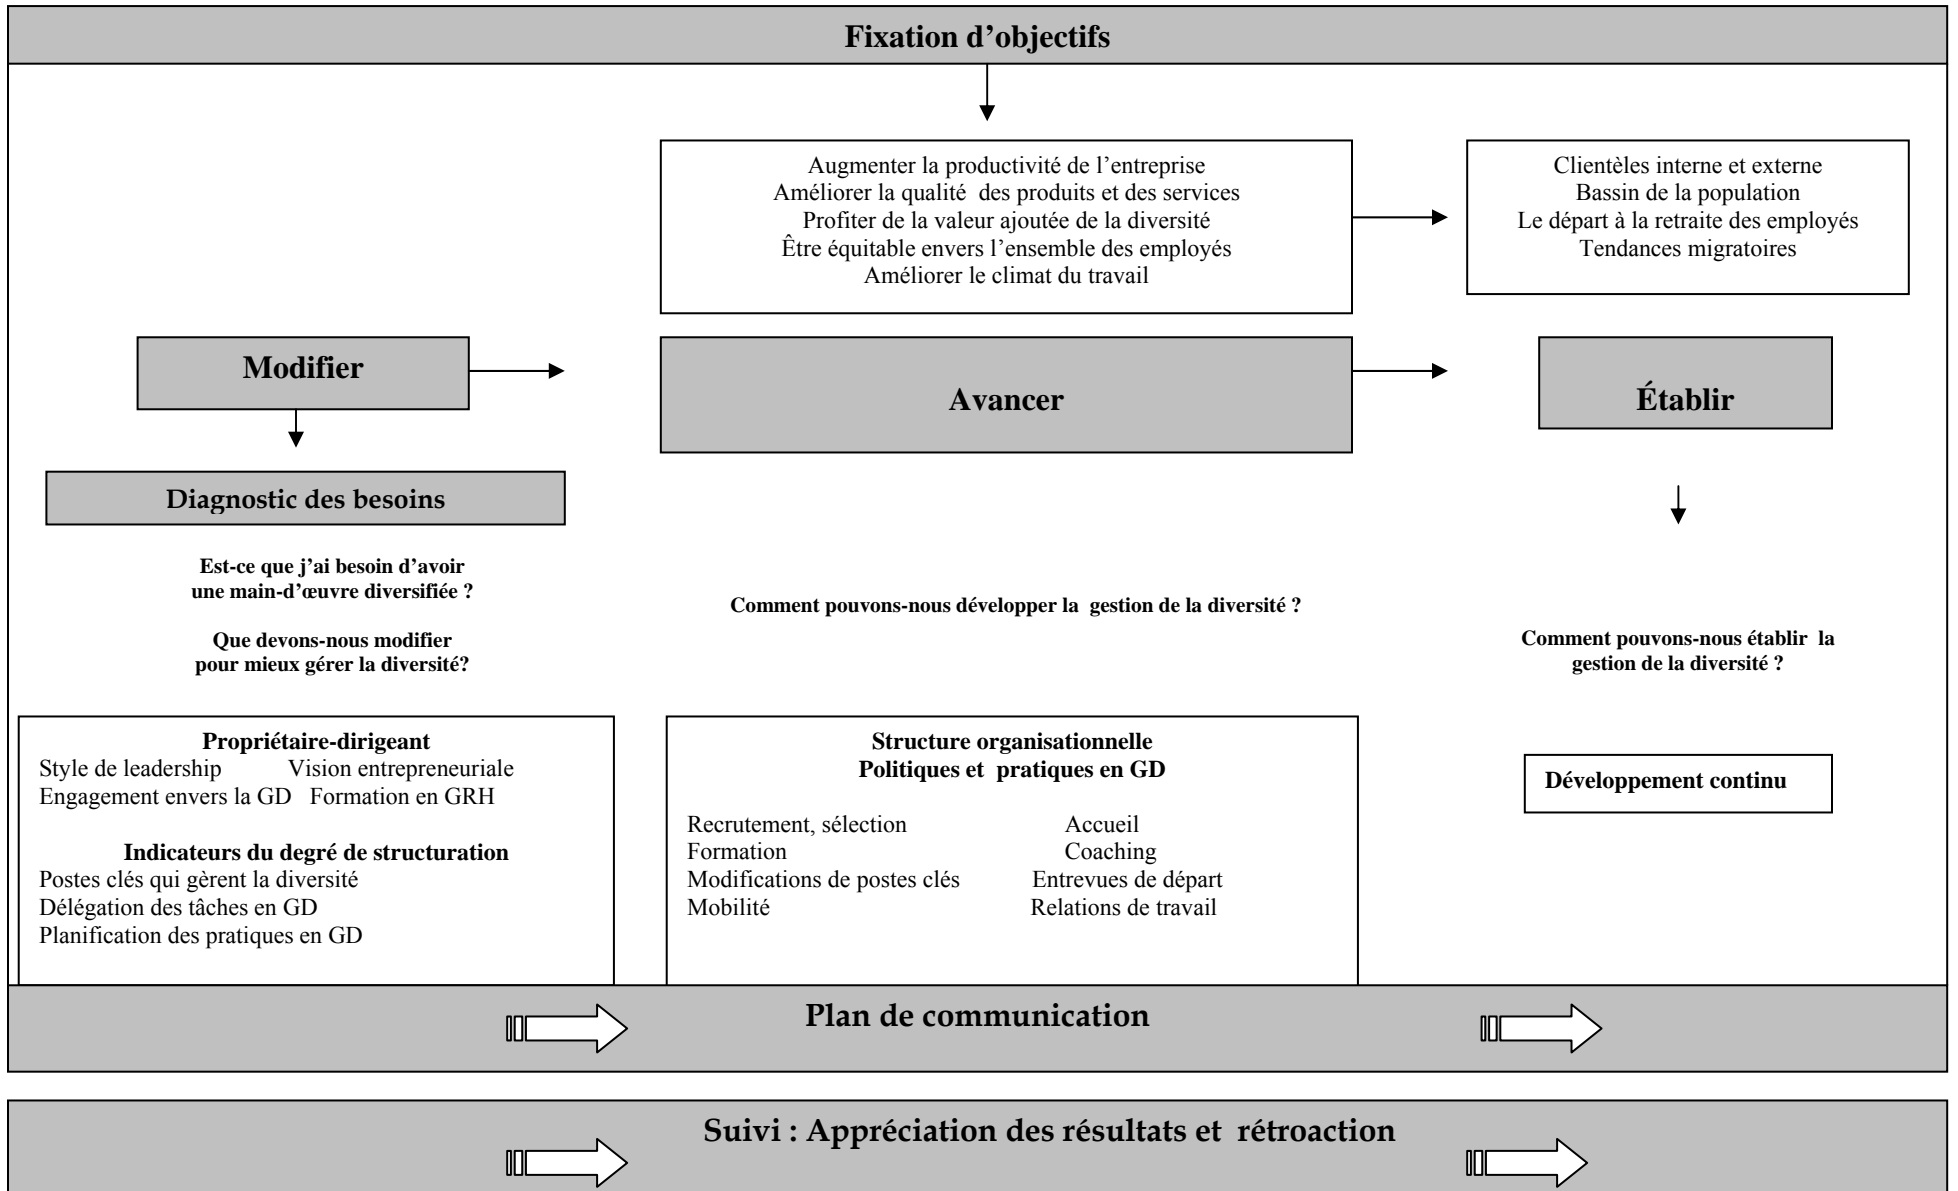 Fixation d’objectifs
Augmenter la productivité de l’entreprise
Améliorer la qualité des produits et des services
Profiter de la valeur ajoutée de la diversité
Être équitable envers l’ensemble des employés
Améliorer le climat du travail
Clientèles interne et externe
Bassin de la population
Le départ à la retraite des employés
Tendances migratoires
Modifier
Avancer
Établir
Diagnostic des besoins
Est-ce que j’ai besoin d’avoir
une main-d’œuvre diversifiée ?
Que devons-nous modifier
pour mieux gérer la diversité?
Comment pouvons-nous développer la gestion de la diversité ?
Comment pouvons-nous établir la
gestion de la diversité ?
Propriétaire-dirigeant
Style de leadership Vision entrepreneuriale
Engagement envers la GD Formation en GRH
Indicateurs du degré de structuration
Postes clés qui gèrent la diversité
Délégation des tâches en GD
Planification des pratiques en GD
Structure organisationnelle
Politiques et pratiques en GD
Recrutement, sélection Accueil
Formation Coaching
Modifications de postes clés Entrevues de départ
Mobilité Relations de travail
Développement continu
Plan de communication
Suivi : Appréciation des résultats et rétroaction